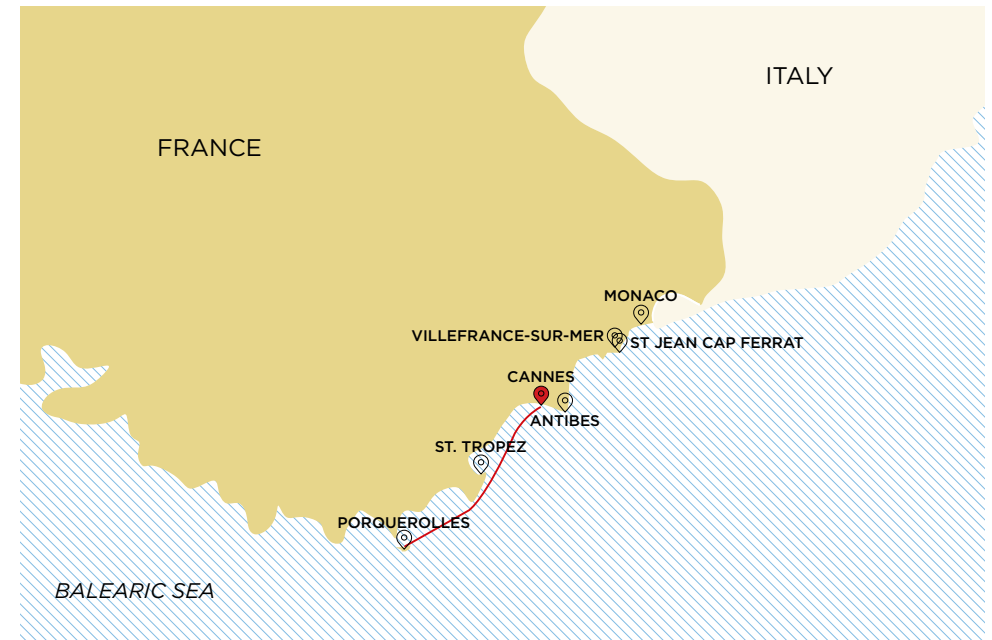 ITALY
FRANCE
MONACO
VILLEFRANCE-SUR-MER
ST JEAN CAP FERRAT
CANNES
ANTIBES
ST. TROPEZ
PORQUEROLLES
BALEARIC SEA